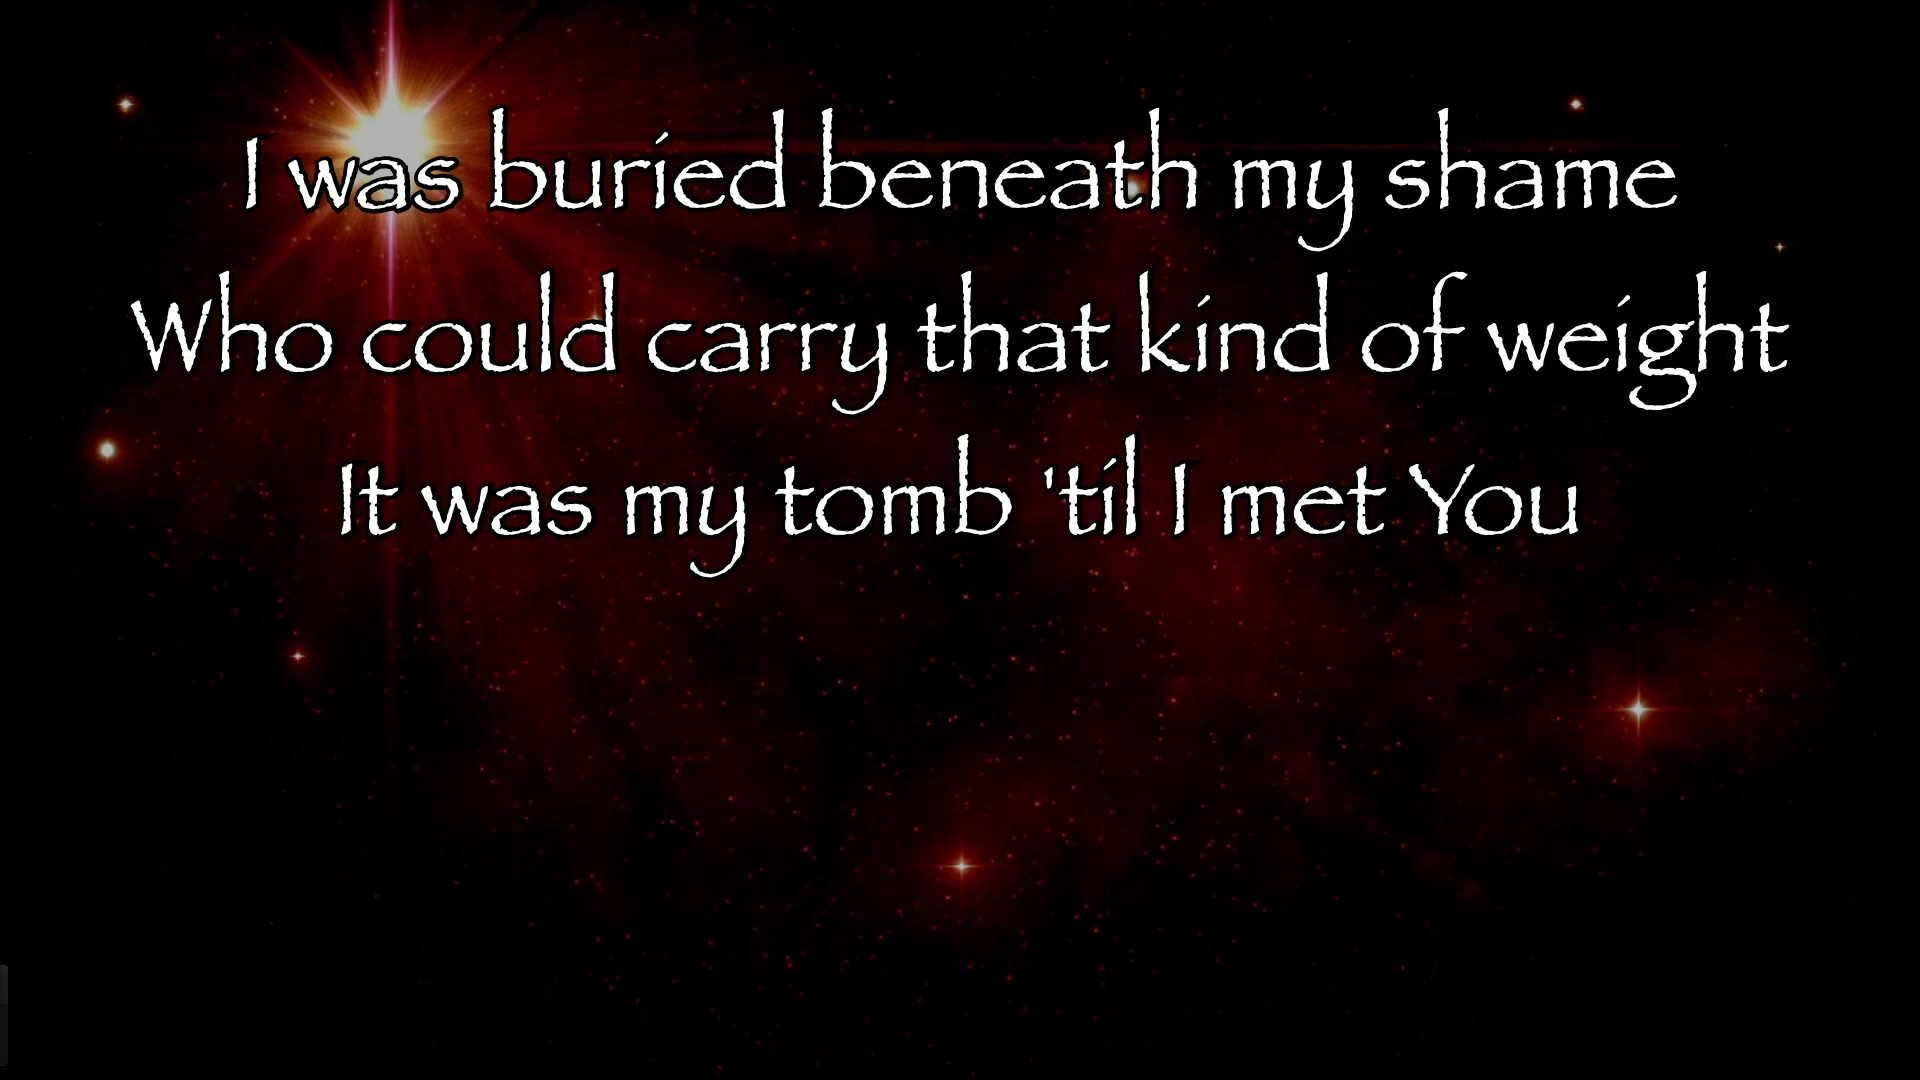 I was buried beneath my shame
Who could carry that kind of weight
It was my tomb 'til I met You